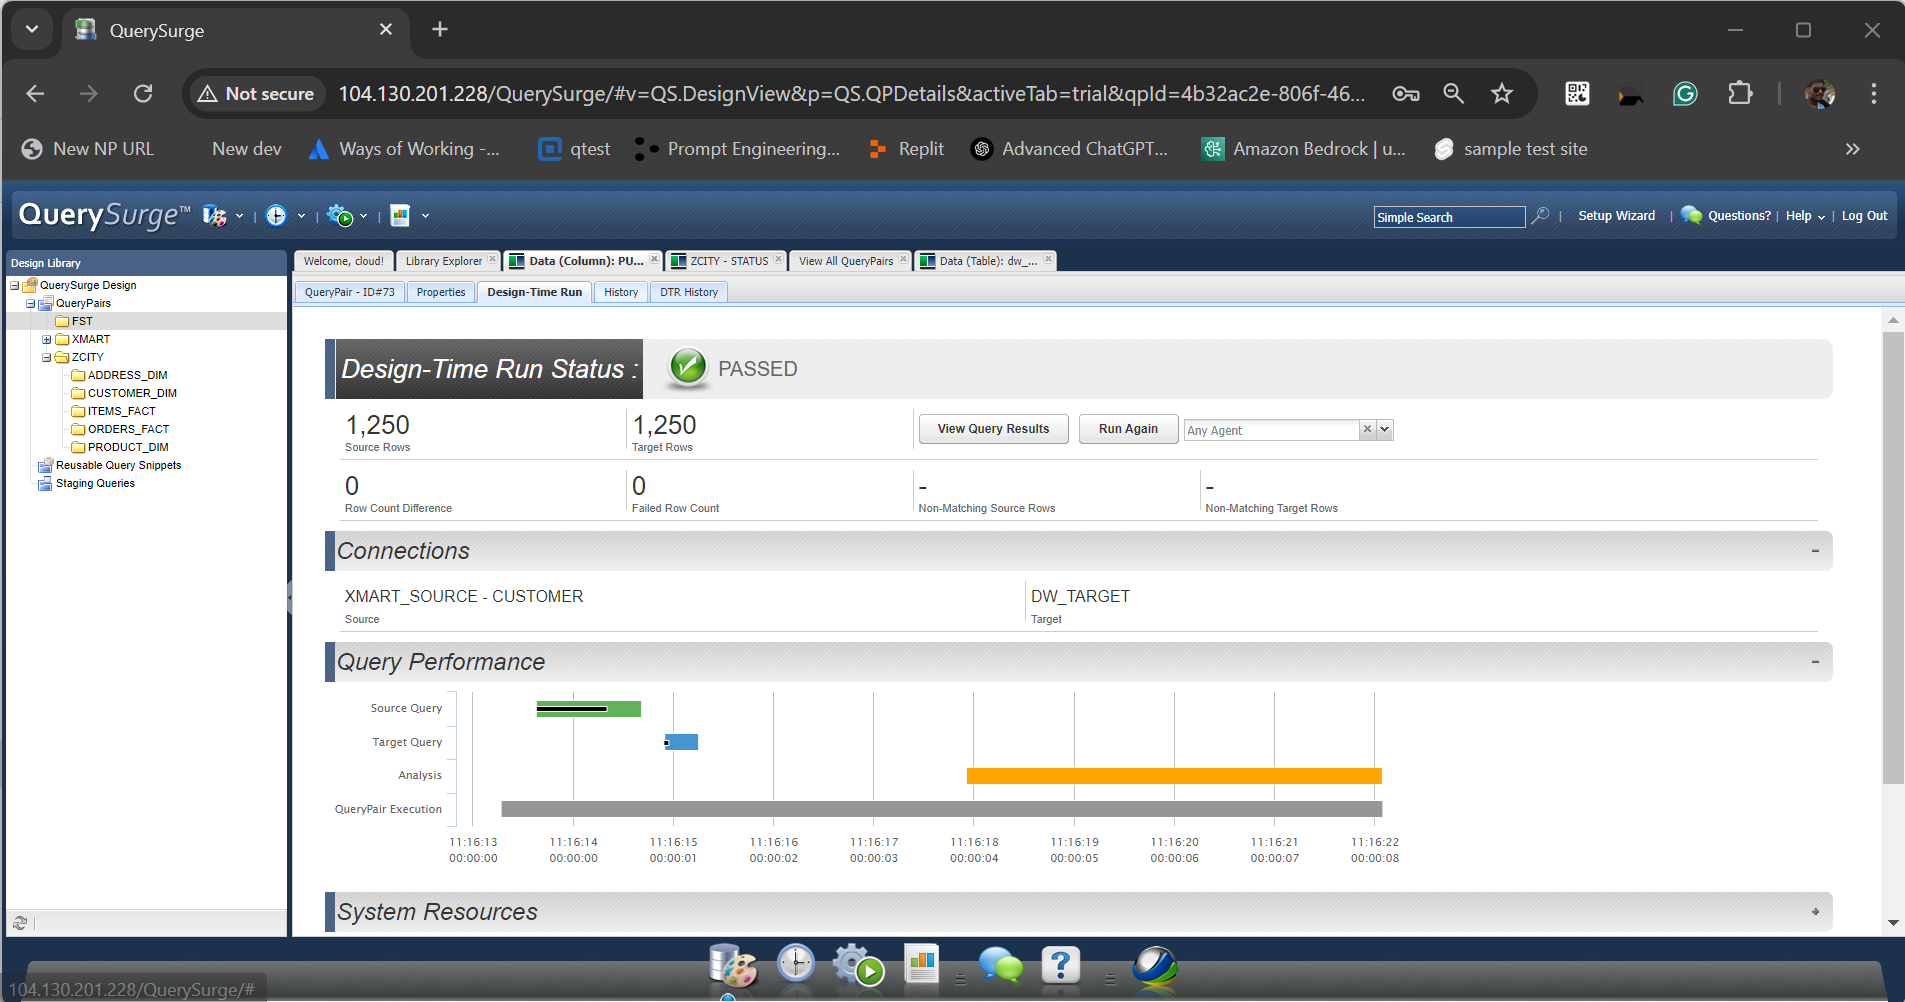 QuerySurge
Not secure
104.130.201.228/QuerySurge/#v=QS.DesignView&p=QS.QPDetails&activeTab=trial&qpId=4b32ac2e-806f-46...
New NP URL
New dev
Ways of Working -...
qtest
Prompt Engineering...
Replit
Advanced ChatGPT...
Amazon Bedrock | u...
sample test site
»
QuerySurge™
Simple Search
Setup Wizard
Questions?
Help
Log Out
Design Library
QuerySurge Design
QueryPairs
FST
XMART
ZCITY
ADDRESS_DIM
CUSTOMER_DIM
ITEMS_FACT
ORDERS_FACT
PRODUCT_DIM
Reusable Query Snippets
Staging Queries
Welcome, cloud!
Library Explorer
Data (Column): PU...
ZCITY - STATUS
View All QueryPairs
Data (Table): dw_...
QueryPair - ID#73
Properties
Design-Time Run
History
DTR History
Design-Time Run Status :
PASSED
1,250
Source Rows
1,250
Target Rows
View Query Results
Run Again
Any Agent
0
Row Count Difference
0
Failed Row Count
-
Non-Matching Source Rows
-
Non-Matching Target Rows
Connections
XMART_SOURCE - CUSTOMER
Source
DW_TARGET
Target
Query Performance
Source Query
Target Query
Analysis
QueryPair Execution
11:16:13 11:16:14 11:16:15 11:16:16 11:16:17 11:16:18 11:16:19 11:16:20 11:16:21 11:16:22
00:00:00 00:00:00 00:00:01 00:00:02 00:00:03 00:00:04 00:00:05 00:00:06 00:00:07 00:00:08
System Resources
104.130.201.228/QuerySurge/#